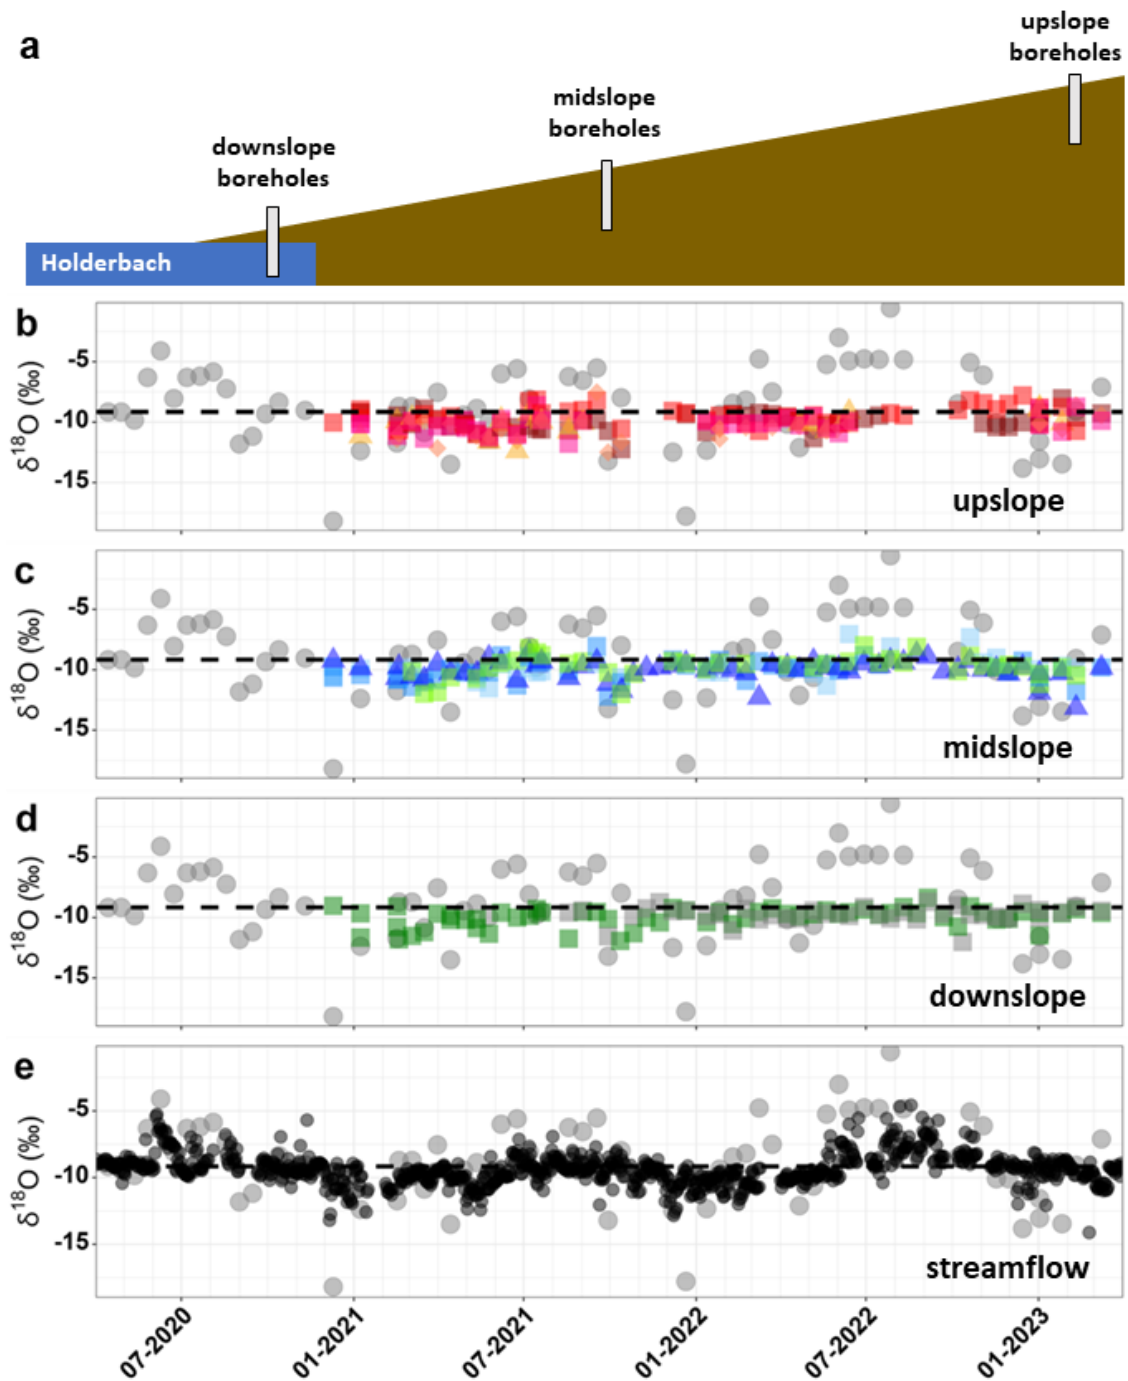 a
upslope
boreholes
midslope
boreholes
downslope
boreholes
Holderbach
b
-5
-10
-15
δ18O (‰)
upslope
c
-5
-10
-15
δ18O (‰)
midslope
d
-5
-10
-15
δ18O (‰)
downslope
e
-5
-10
-15
δ18O (‰)
streamflow
07-2020
01-2021
07-2021
01-2022
07-2022
01-2023